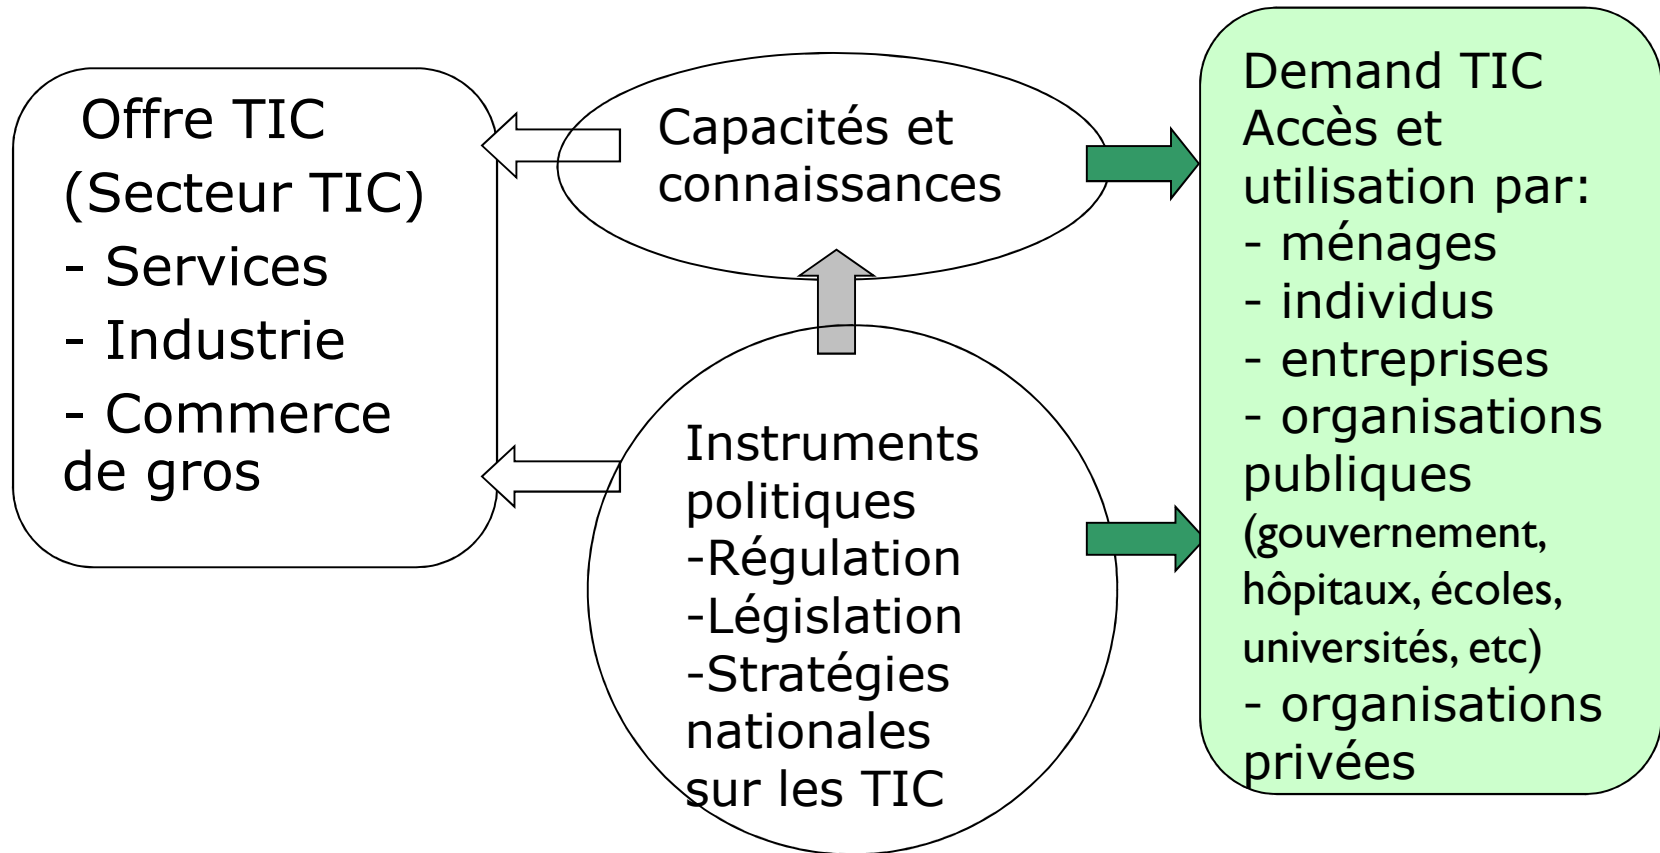 Offre TIC
(Secteur TIC)
- Services
- Industrie
- Commerce
de gros
Capacités et
connaissances
Instruments
politiques
-Régulation
-Législation
-Stratégies
nationales
sur les TIC
Demand TIC
Accès et
utilisation par:
- ménages
- individus
- entreprises
- organisations
publiques
(gouvernement,
hôpitaux, écoles,
universités, etc)
- organisations
privées